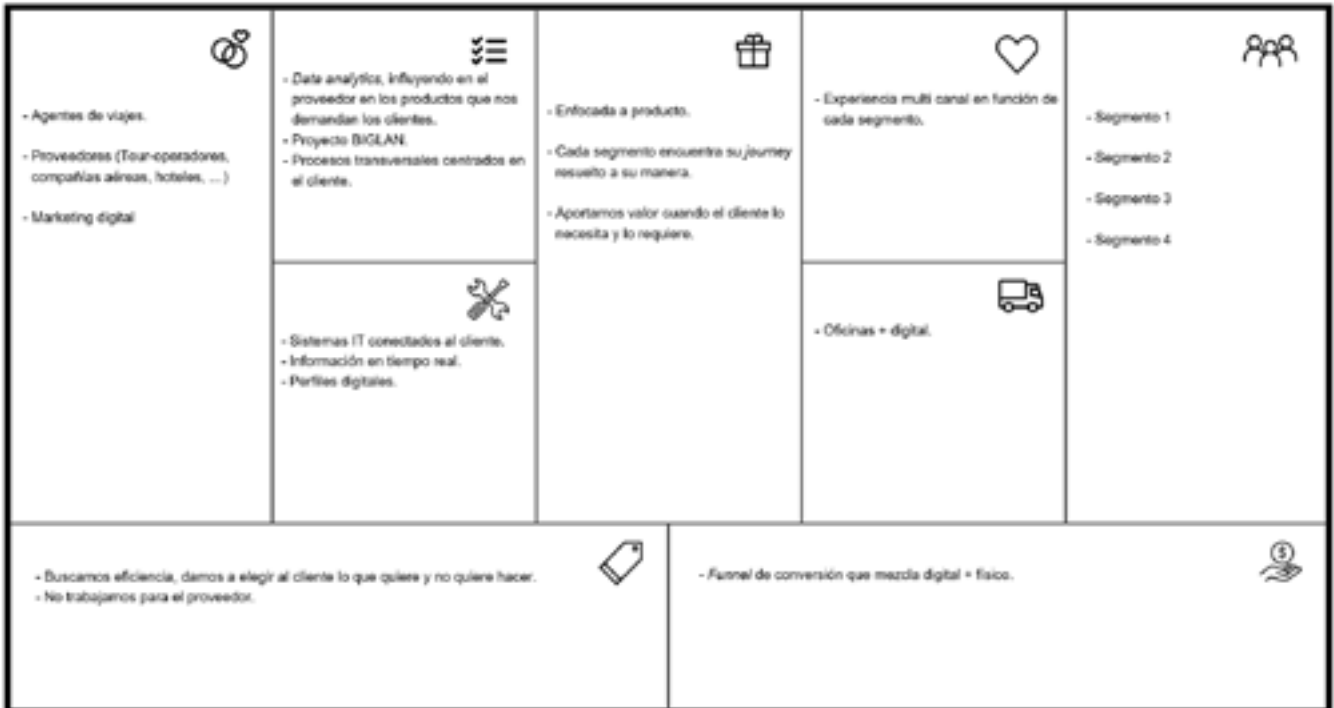 - Agentes de viajes.
- Proveedores (Tour-operadores,
compañías aéreas, hoteles, ...)
- Marketing digital
- Data analytics, influyendo en el
proveedor en los productos que nos
demandan los clientes.
- Proyecto BIGLAN.
- Procesos transversales centrados en
el cliente.
- Sistemas IT conectados al cliente.
- Información en tiempo real.
- Perfiles digitales.
- Enfocada a producto.
- Cada segmento encuentra su journey
resuelto a su manera.
- Aportamos valor cuando el cliente lo
necesita y lo requiere.
- Experiencia multi canal en función de
cada segmento.
- Oficinas + digital.
- Segmento 1
- Segmento 2
- Segmento 3
- Segmento 4
- Buscamos eficiencia, damos a elegir al cliente lo que quiere y no quiere hacer.
- No trabajamos para el proveedor.
- Funnel de conversión que mezcla digital + físico.
$